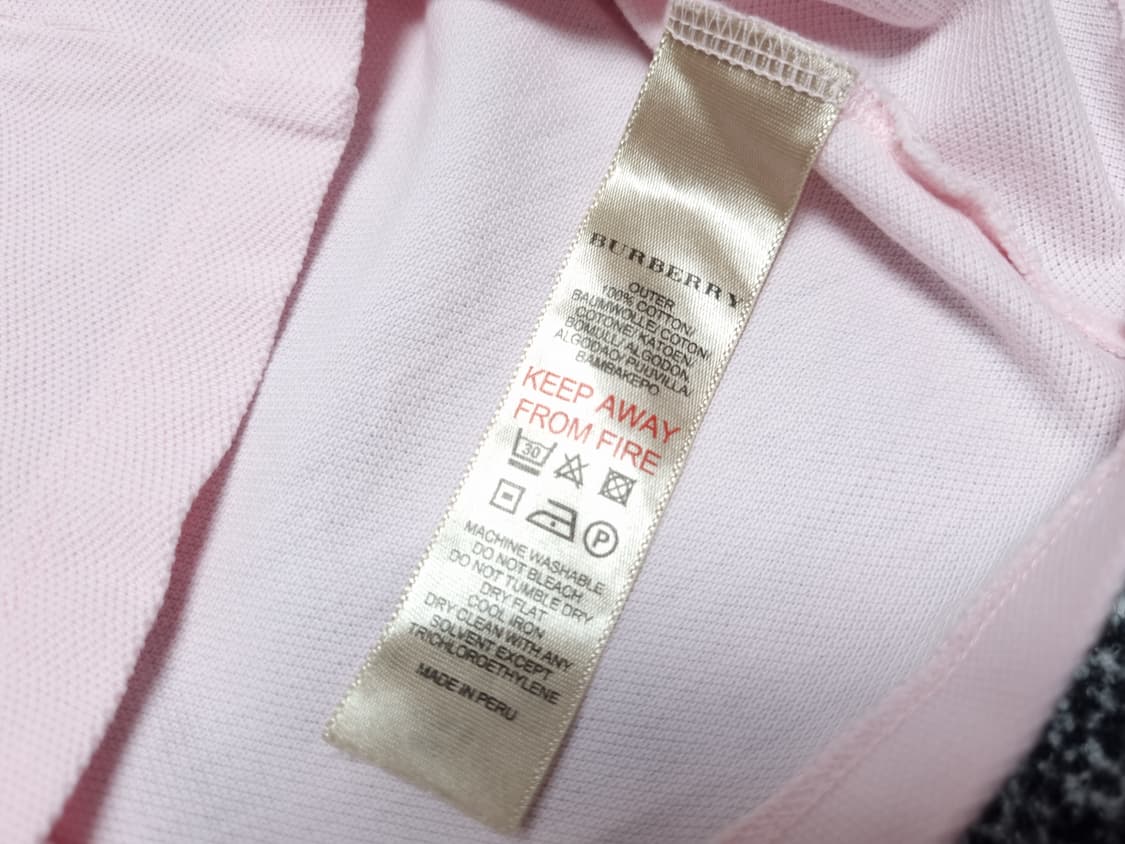 BURBERRY
OUTER
100% COTTON/
BAUMWOLLE/ COTON/
COTONE/ KATOEN/
BOMULL/ ALGODON,
ALGODAO/ PUUVILLA/
BAMBAKEPO
KEEP AWAY
FROM FIRE
30
P
MACHINE WASHABLE
DO NOT BLEACH
DO NOT TUMBLE DRY
DRY FLAT
COOL IRON
DRY CLEAN WITH ANY
SOLVENT EXCEPT
TRICHLOROETHYLENE
MADE IN PERU